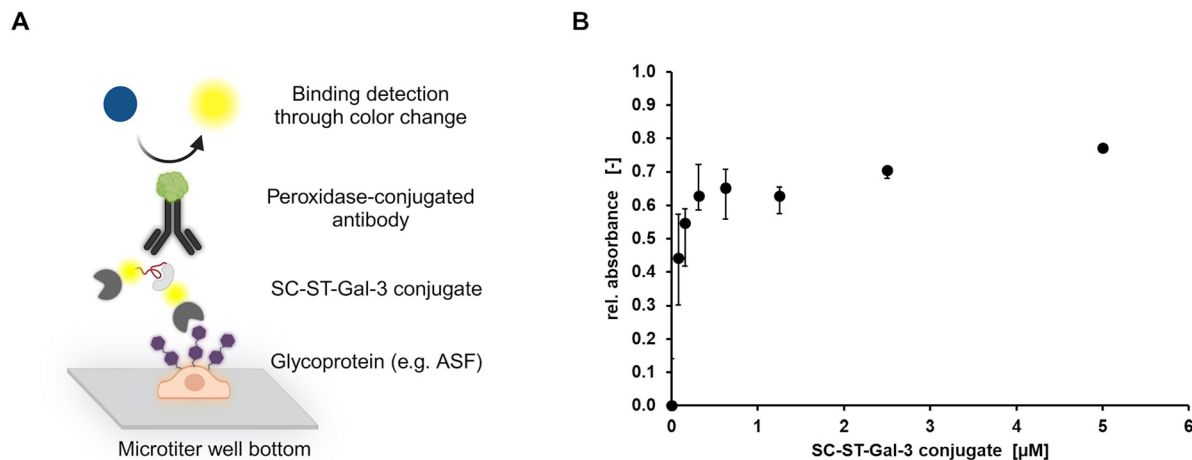 A
Binding detection
through color change
Peroxidase-conjugated
antibody
SC-ST-Gal-3 conjugate
Glycoprotein (e.g. ASF)
Microtiter well bottom
B
rel. absorbance [-]
1.0
0.9
0.8
0.7
0.6
0.5
0.4
0.3
0.2
0.1
0.0
0 1 2 3 4 5 6
SC-ST-Gal-3 conjugate [µM]